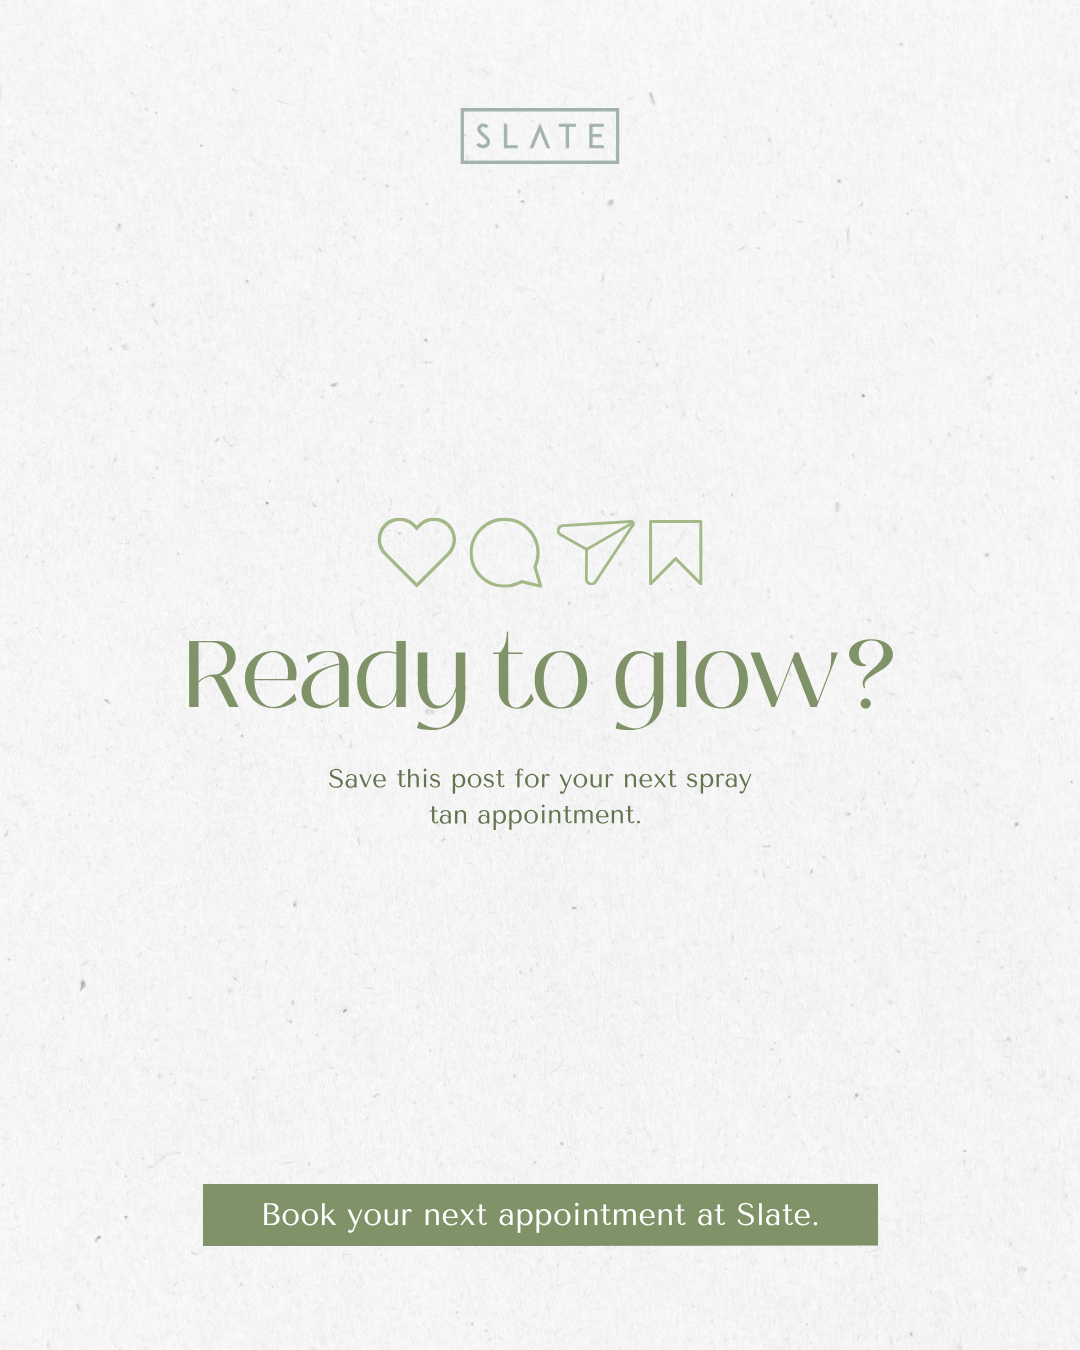 SLATE
Ready to glow?
Save this post for your next spray
tan appointment.
Book your next appointment at Slate.